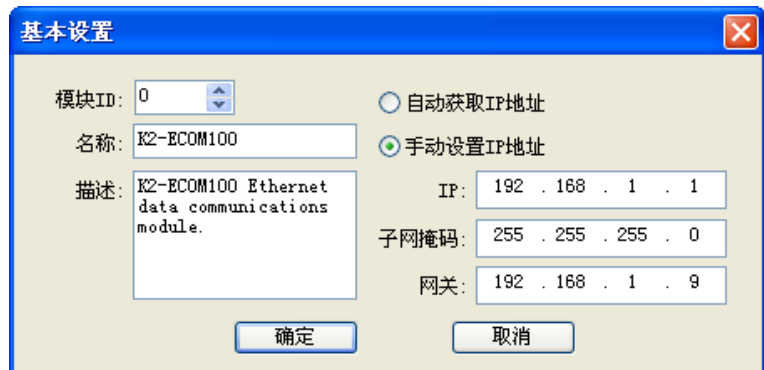 基本设置
模块ID: 0
名称: K2-ECOM100
描述: K2-ECOM100 Ethernet
data communications
module.
自动获取IP地址
手动设置IP地址
IP: 192 . 168 . 1 . 1
子网掩码: 255 . 255 . 255 . 0
网关: 192 . 168 . 1 . 9
确定
取消